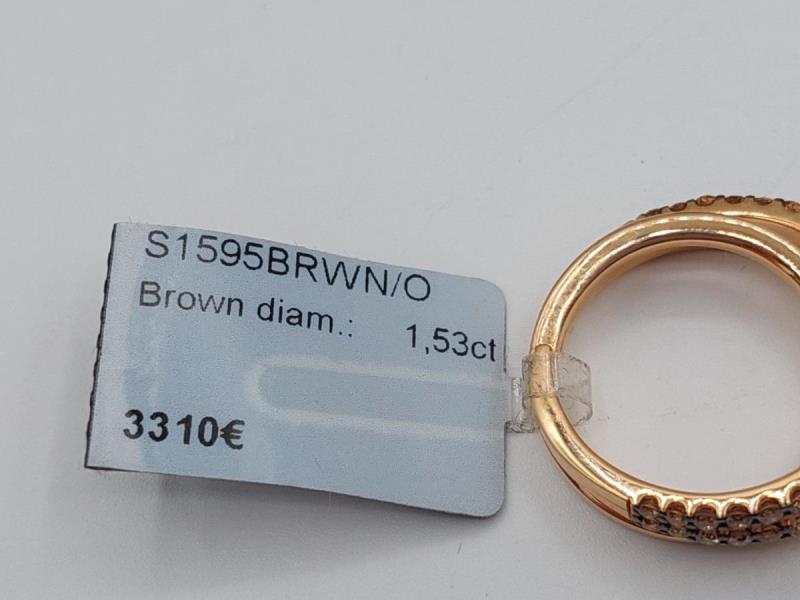 S1595BRWN/O
Brown diam.: 1,53ct
3310€